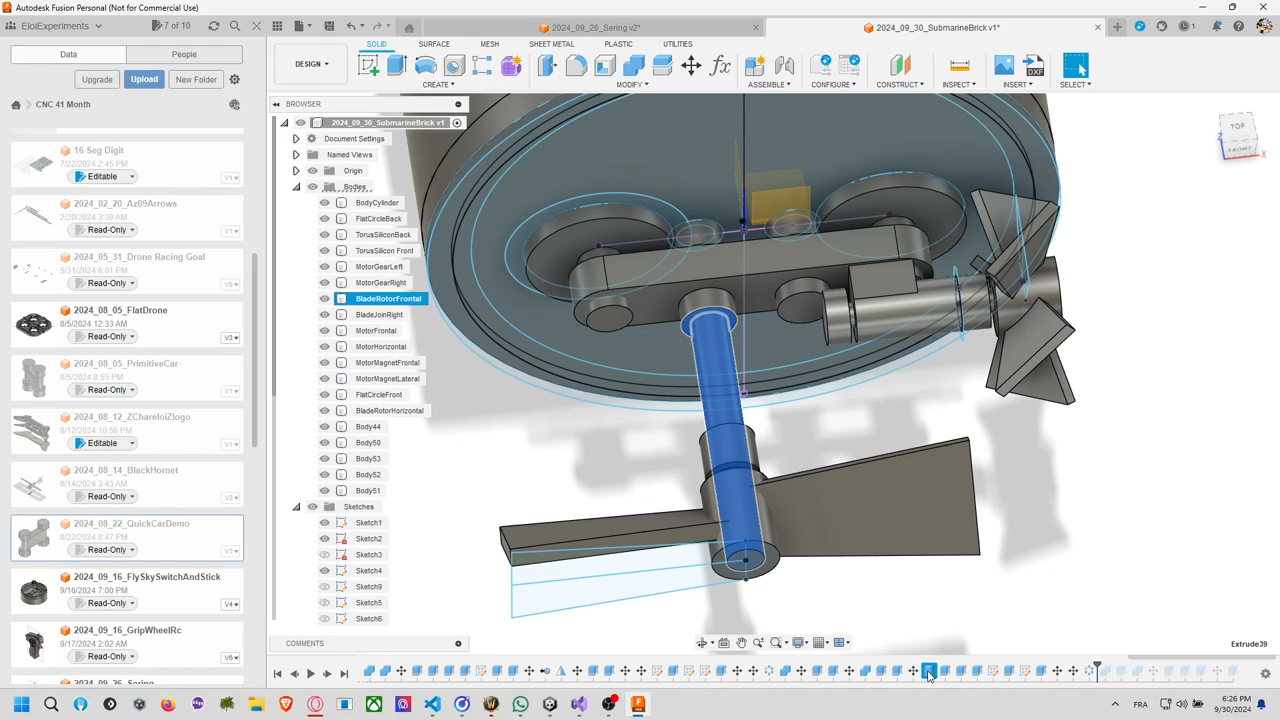 Autodesk Fusion Personal (Not for Commercial Use)
EloiExperiments
7 of 10
2024_09_26_Sering v2*
2024_09_30_SubmarineBrick v1*
1
Data
People
SOLID
SURFACE
MESH
SHEET METAL
PLASTIC
UTILITIES
Upgrade
Upload
New Folder
DESIGN
CREATE
MODIFY
ASSEMBLE
CONFIGURE
CONSTRUCT
INSPECT
INSERT
SELECT
DXF
CNC 41 Month
BROWSER
2024_09_30_SubmarineBrick v1
Document Settings
Named Views
Origin
Bodies
BodyCylinder
FlatCircleBack
TorusSiliconBack
TorusSilicon Front
MotorGearLeft
MotorGearRight
BladeRotorFrontal
BladeJoinRight
MotorFrontal
MotorHorizontal
MotorMagnetFrontal
MotorMagnetLateral
FlatCircleFront
BladeRotorHorizontal
Body44
Body50
Body53
Body52
Body51
Sketches
Sketch1
Sketch2
Sketch3
Sketch4
Sketch9
Sketch5
Sketch6
16 Seg Digit
7/22/2024 2:45 PM
Editable
V1
2024_02_20_Az09Arrows
2/20/2024 3:39 AM
Read-Only
2024_05_31_Drone Racing Goal
5/31/2024 6:01 PM
Read-Only
2024_08_05_FlatDrone
8/5/2024 12:33 AM
Read-Only
V3
2024_08_05_PrimitiveCar
8/5/2024 8:55 PM
Read-Only
V1
2024_08_12_ZChareloiZlogo
8/12/2024 10:56 PM
Editable
V1
2024_08_14_BlackHornet
8/14/2024 3:43 AM
Read-Only
2024_08_22_QuickCarDemo
8/22/2024 8:47 PM
Read-Only
2024_09_16_FlySkySwitchAndStick
9/16/2024 7:00 PM
Read-Only
V4
2024_09_16_GripWheelRc
9/17/2024 2:02 AM
Read-Only
V6
TOP
FRONT
X
Z
COMMENTS
Extrude39
FRA
6:26 PM
9/30/2024